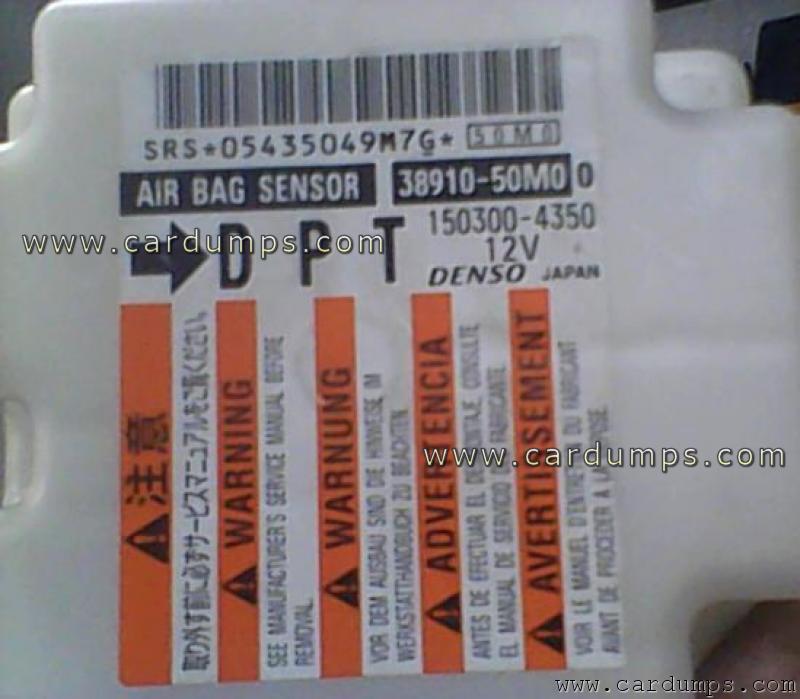 SRS*05435049M7G* 50M0
AIR BAG SENSOR 38910-50M0 0
150300-4350
www.cardumps.com
D P T
12V
DENSO JAPAN
注意
取り外す前に必ずサービスマニュアルをご覧ください。
WARNING
SEE MANUFACTURER'S SERVICE MANUAL BEFORE
REMOVAL.
WARNUNG
VOR DEM AUSBAU SIND DIE HINWEISE IM
WERKSTATTHANDBUCH ZU BEACHTEN.
ADVERTENCIA
ANTES DE EFECTUAR EL DESMONTAJE, CONSULTE
EL MANUAL DE SERVICIO DEL FABRICANTE.
AVERTISSEMENT
VOIR LE MANUEL D'ENTRETIEN DU FABRICANT
AVANT DE PROCEDER A LA DEPOSE.
www.cardumps.com
www.cardumps.com